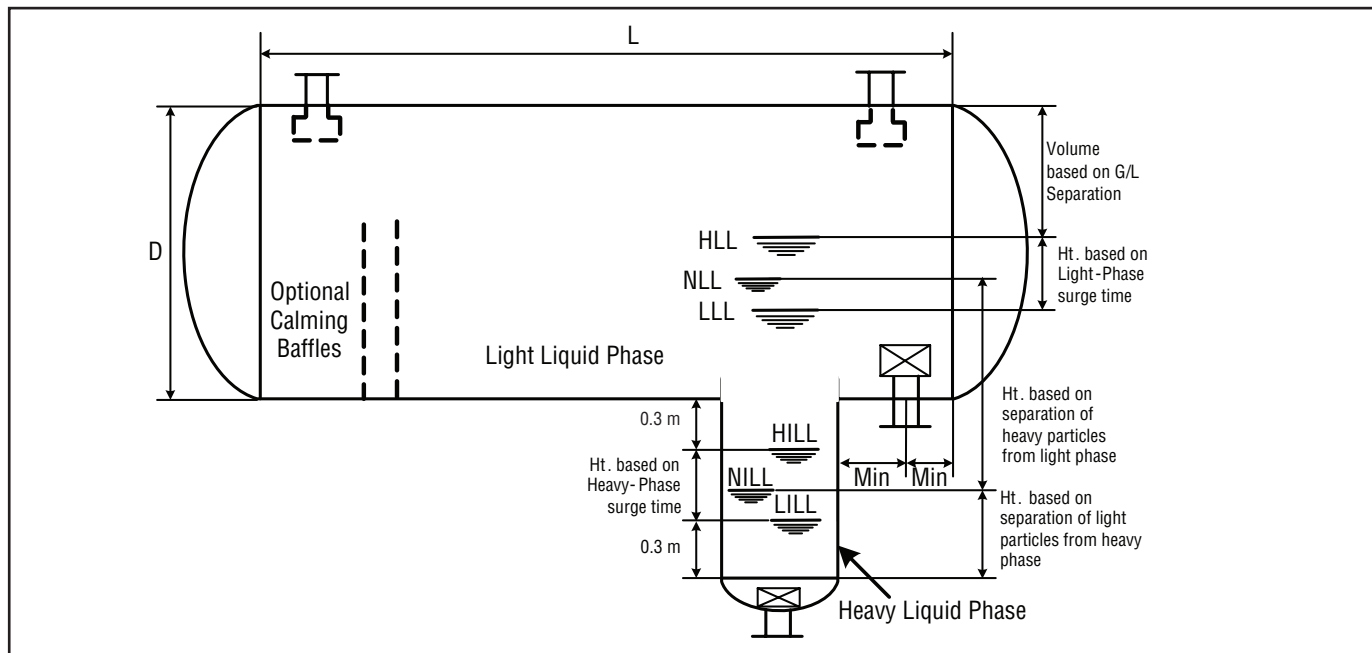 L
Volume
based on G/L
Separation
HLL
D
NLL
Ht. based on
Light-Phase
surge time
LLL
Optional
Calming
Baffles
Light Liquid Phase
0.3 m
HILL
Ht. based on
separation of
heavy particles
from light phase
Ht. based on
Heavy-Phase
surge time
NILL
Min
Min
LILL
Ht. based on
separation of light
particles from heavy
phase
0.3 m
Heavy Liquid Phase